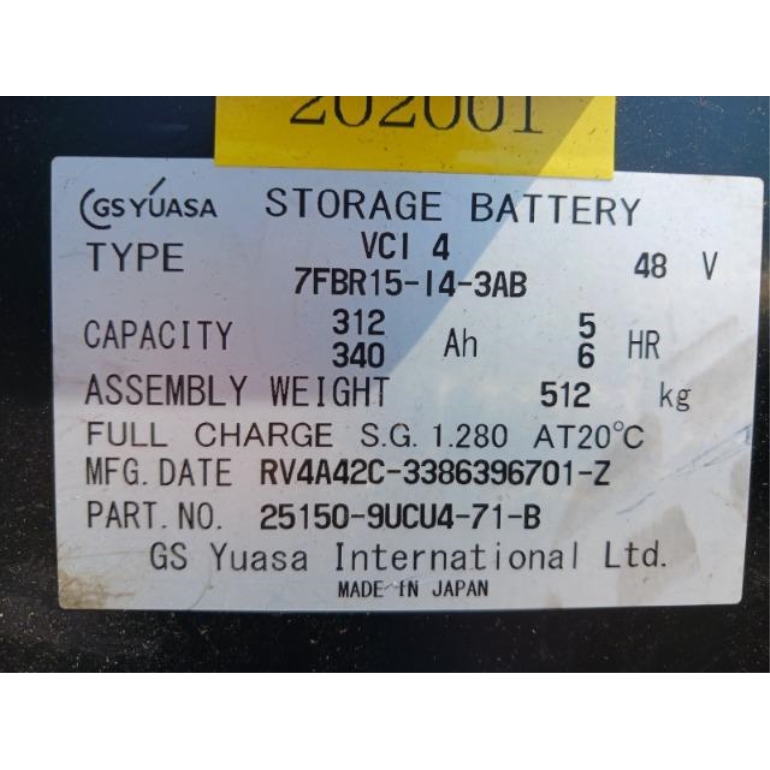 202001
GS YUASA STORAGE BATTERY
TYPE VCI 4 7FBR15-14-3AB 48 V
CAPACITY 312 340 Ah 5 6 HR
ASSEMBLY WEIGHT 512 kg
FULL CHARGE S.G. 1.280 AT20℃
MFG. DATE RV4A42C-3386396701-Z
PART. NO. 25150-9UCU4-71-B
GS Yuasa International Ltd.
MADE IN JAPAN